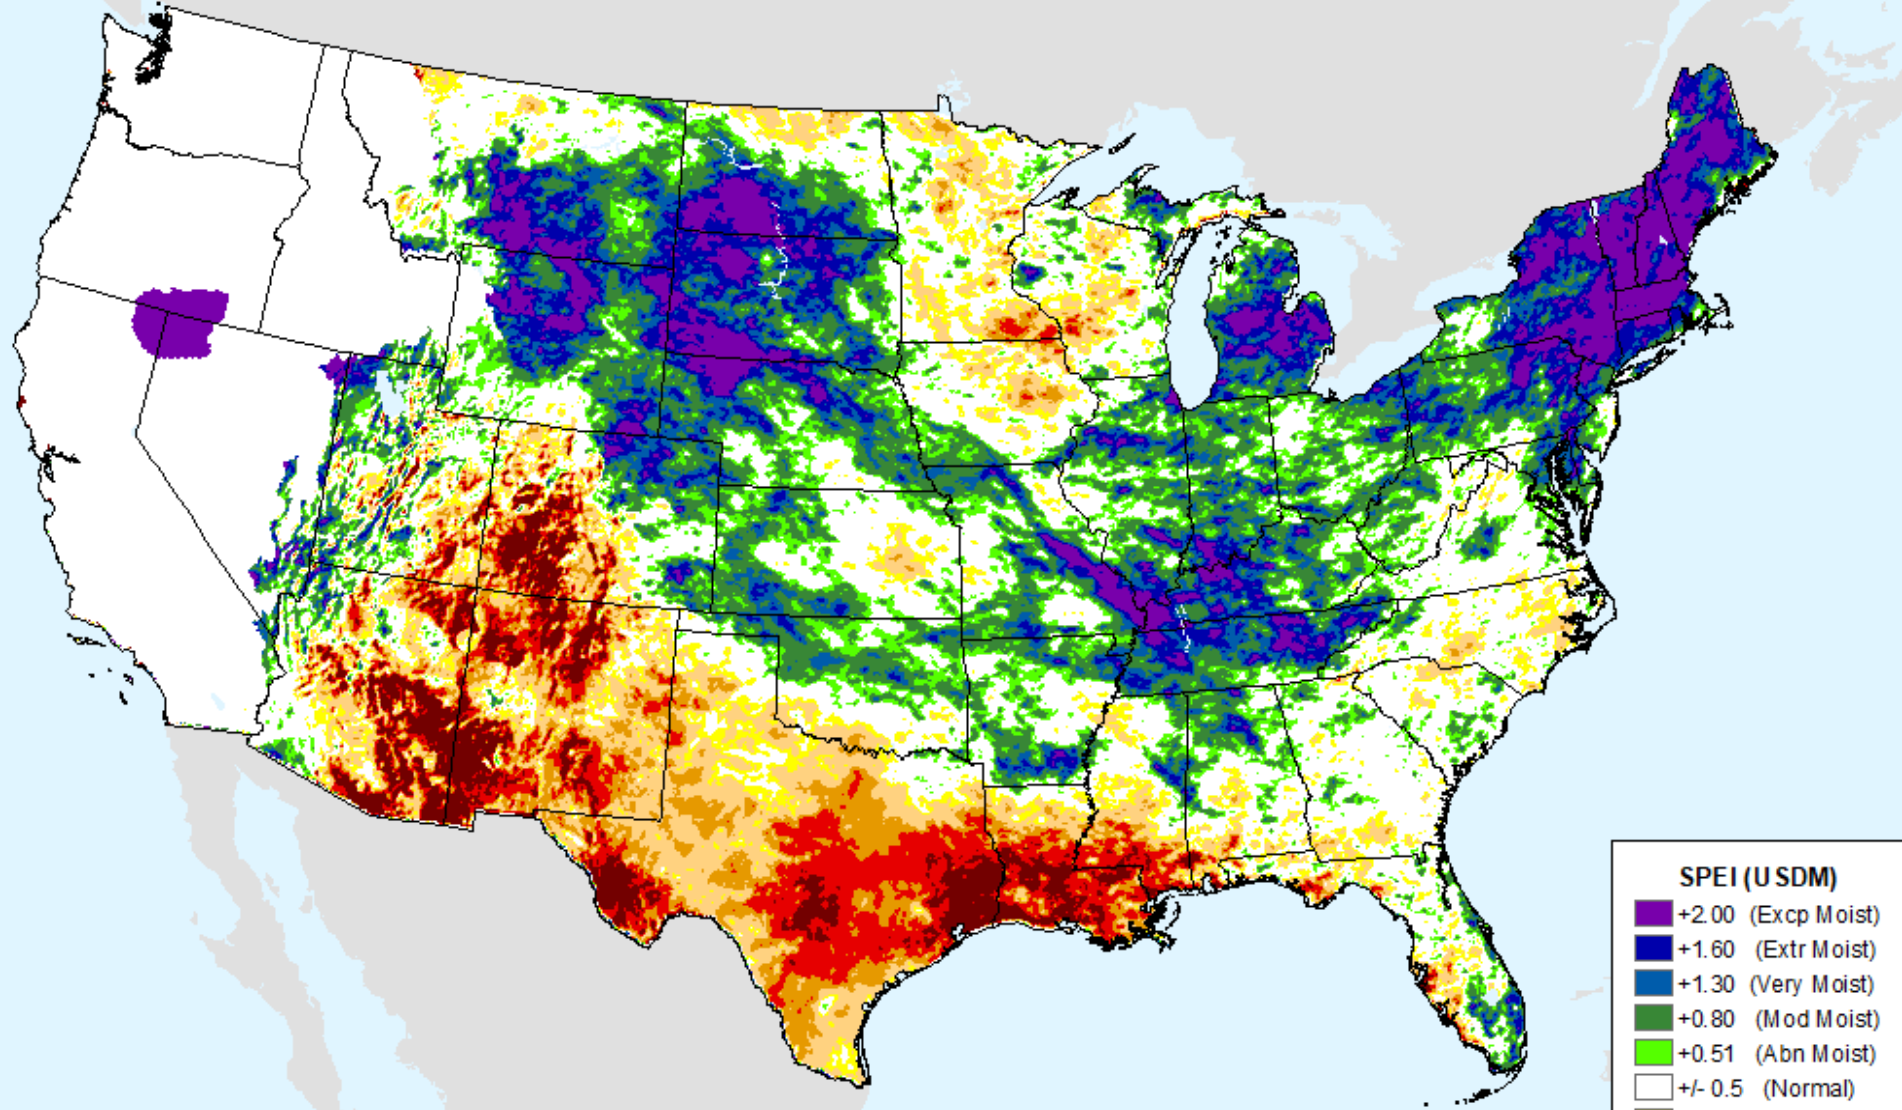 SPEI (USDM)
+2.00 (Excp Moist)
+1.60 (Extr Moist)
+1.30 (Very Moist)
+0.80 (Mod Moist)
+0.51 (Abn Moist)
+/- 0.5 (Normal)